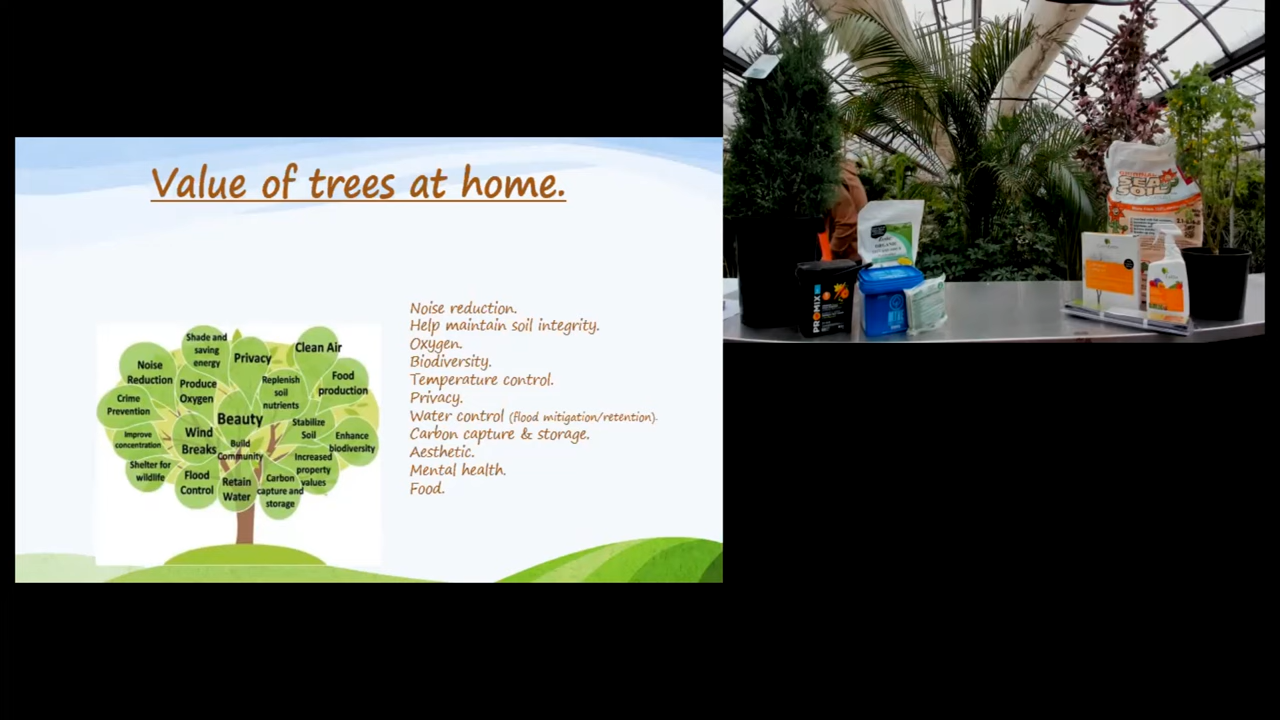 Value of trees at home.
Noise reduction.
Help maintain soil integrity.
Oxygen.
Biodiversity.
Temperature control.
Privacy.
Water control (flood mitigation/retention).
Carbon capture & storage.
Aesthetic.
Mental health.
Food.
Shade and
saving
energy
Privacy
Clean Air
Noise
Reduction
Produce
Oxygen
Replenish
soil
nutrients
Food
production
Crime
Prevention
Beauty
Stabilize
Soil
Improve
concentration
Wind
Breaks
Build
Community
Enhance
biodiversity
Shelter for
wildlife
Flood
Control
Retain
Water
Carbon
capture and
storage
Increased
property
values
PROMIX
ORGANIC
SEA
SOIL